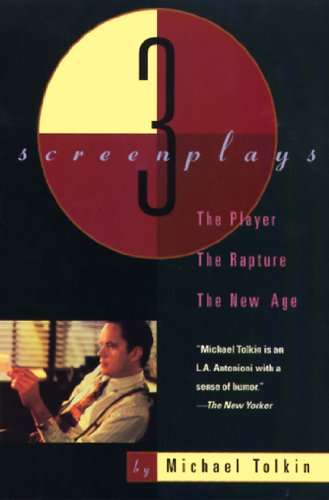 3
screenplays
The Player
The Rapture
The New Age
"Michael Tolkin is an
L.A. Antonioni with a
sense of humor."
—The New Yorker
by Michael Tolkin